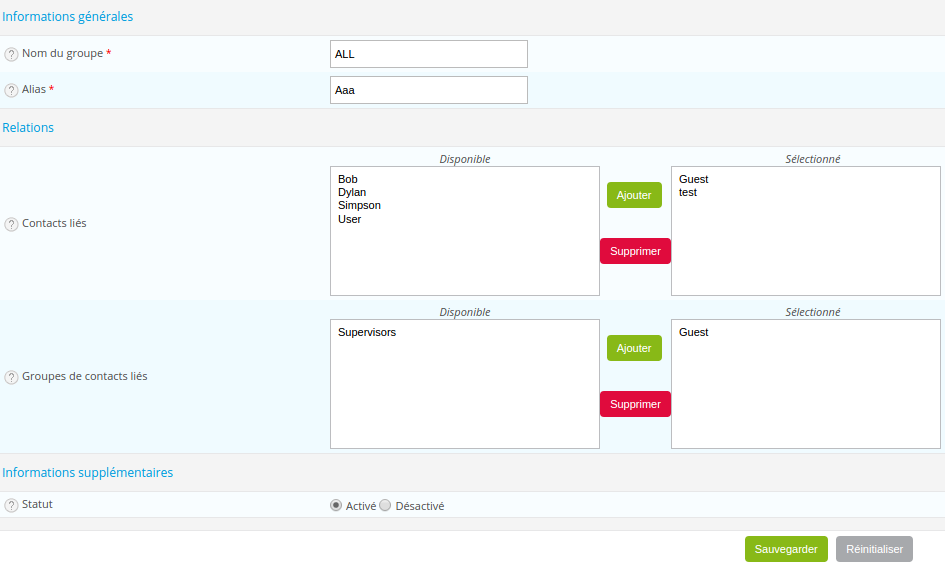 Informations générales
? Nom du groupe * ALL
? Alias * Aaa
Relations
Disponible Sélectionné
Bob Guest
Dylan test
Simpson
User
Ajouter
? Contacts liés
Supprimer
Disponible Sélectionné
Supervisors Guest
Ajouter
? Groupes de contacts liés
Supprimer
Informations supplémentaires
? Statut Activé Désactivé
Sauvegarder Réinitialiser